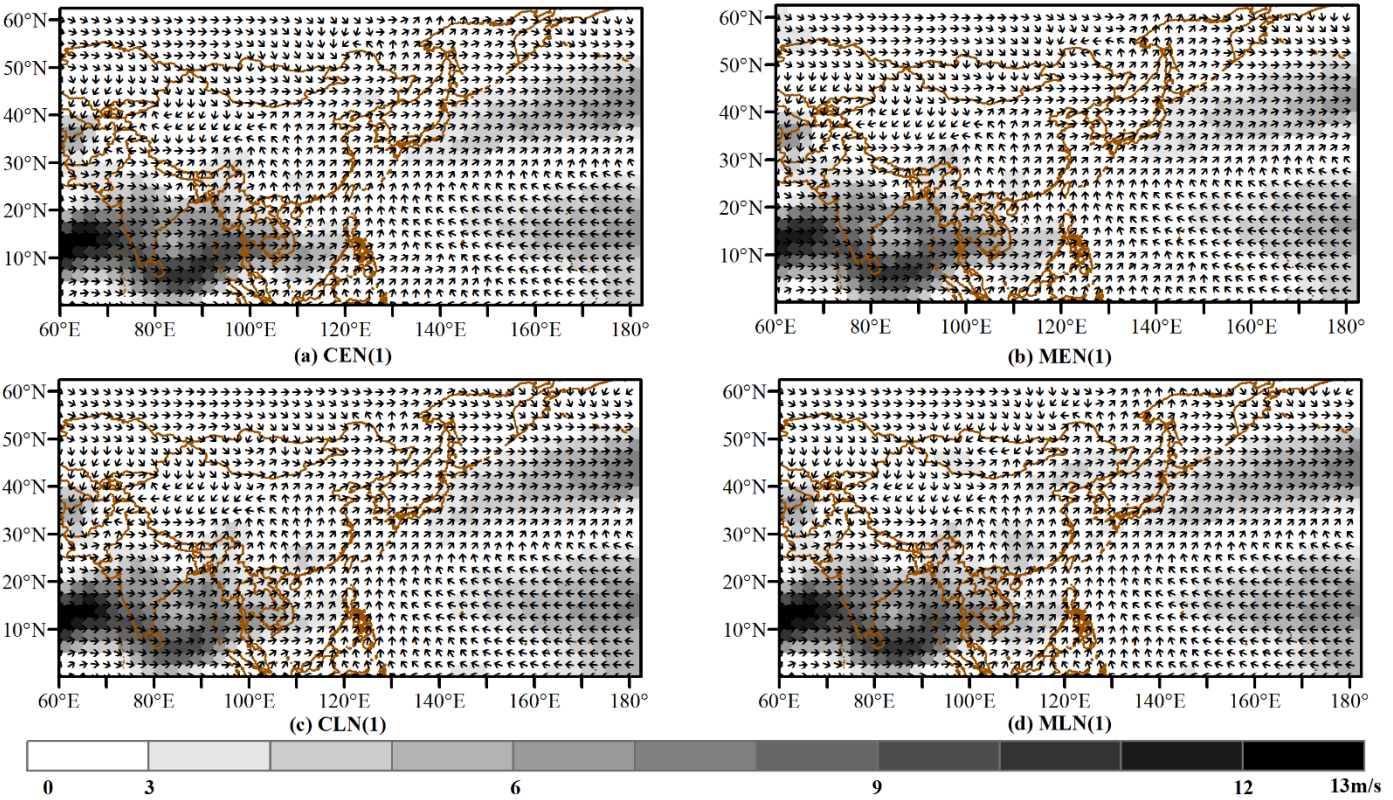 60°N
50°N
40°N
30°N
20°N
10°N
60°E 80°E 100°E 120°E 140°E 160°E 180°
(a) CEN(1)
60°N
50°N
40°N
30°N
20°N
10°N
60°E 80°E 100°E 120°E 140°E 160°E 180°
(b) MEN(1)
60°N
50°N
40°N
30°N
20°N
10°N
60°E 80°E 100°E 120°E 140°E 160°E 180°
(c) CLN(1)
60°N
50°N
40°N
30°N
20°N
10°N
60°E 80°E 100°E 120°E 140°E 160°E 180°
(d) MLN(1)
0 3 6 9 12 13m/s